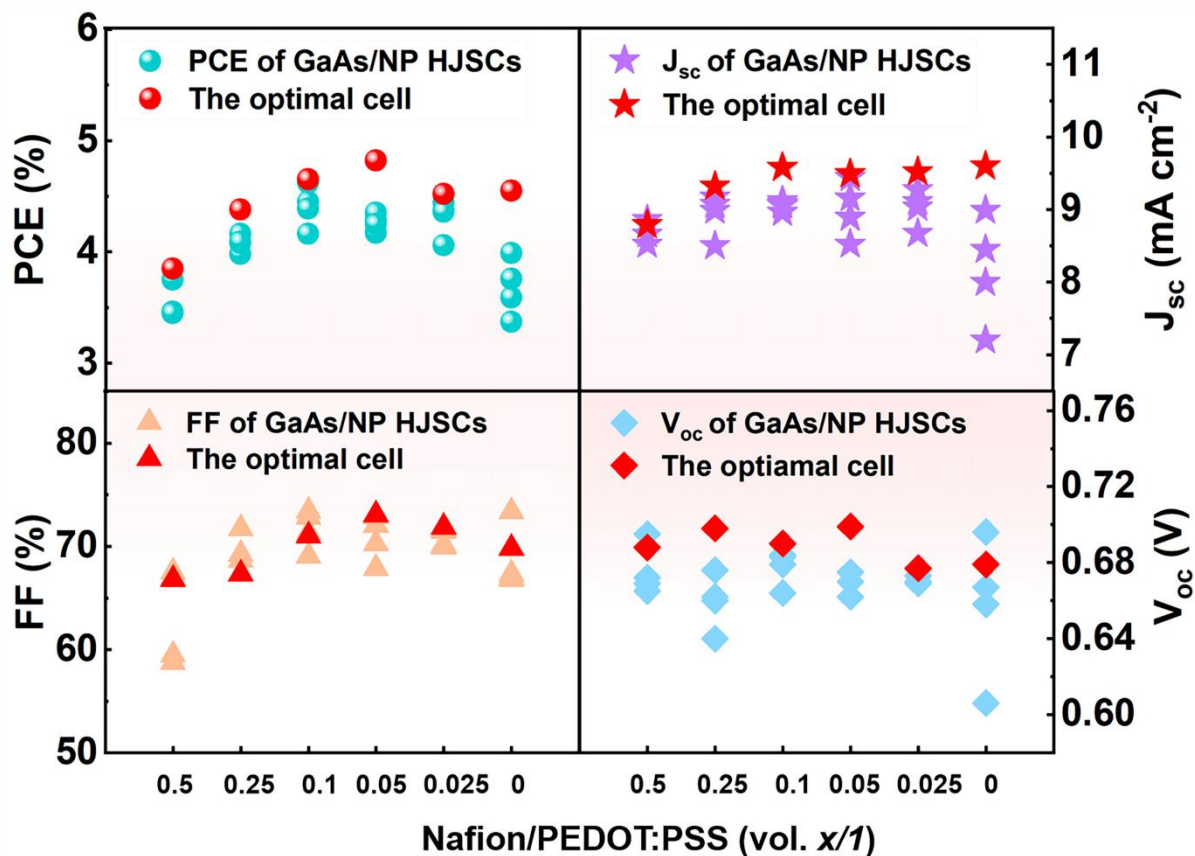 PCE of GaAs/NP HJSCs
The optimal cell
J_sc of GaAs/NP HJSCs
The optimal cell
PCE (%)
6
5
4
3
J_sc (mA cm⁻²)
11
10
9
8
7
FF of GaAs/NP HJSCs
The optimal cell
V_oc of GaAs/NP HJSCs
The optiamal cell
FF (%)
80
70
60
50
V_oc (V)
0.76
0.72
0.68
0.64
0.60
0.5 0.25 0.1 0.05 0.025 0
0.5 0.25 0.1 0.05 0.025 0
Nafion/PEDOT:PSS (vol. x/1)